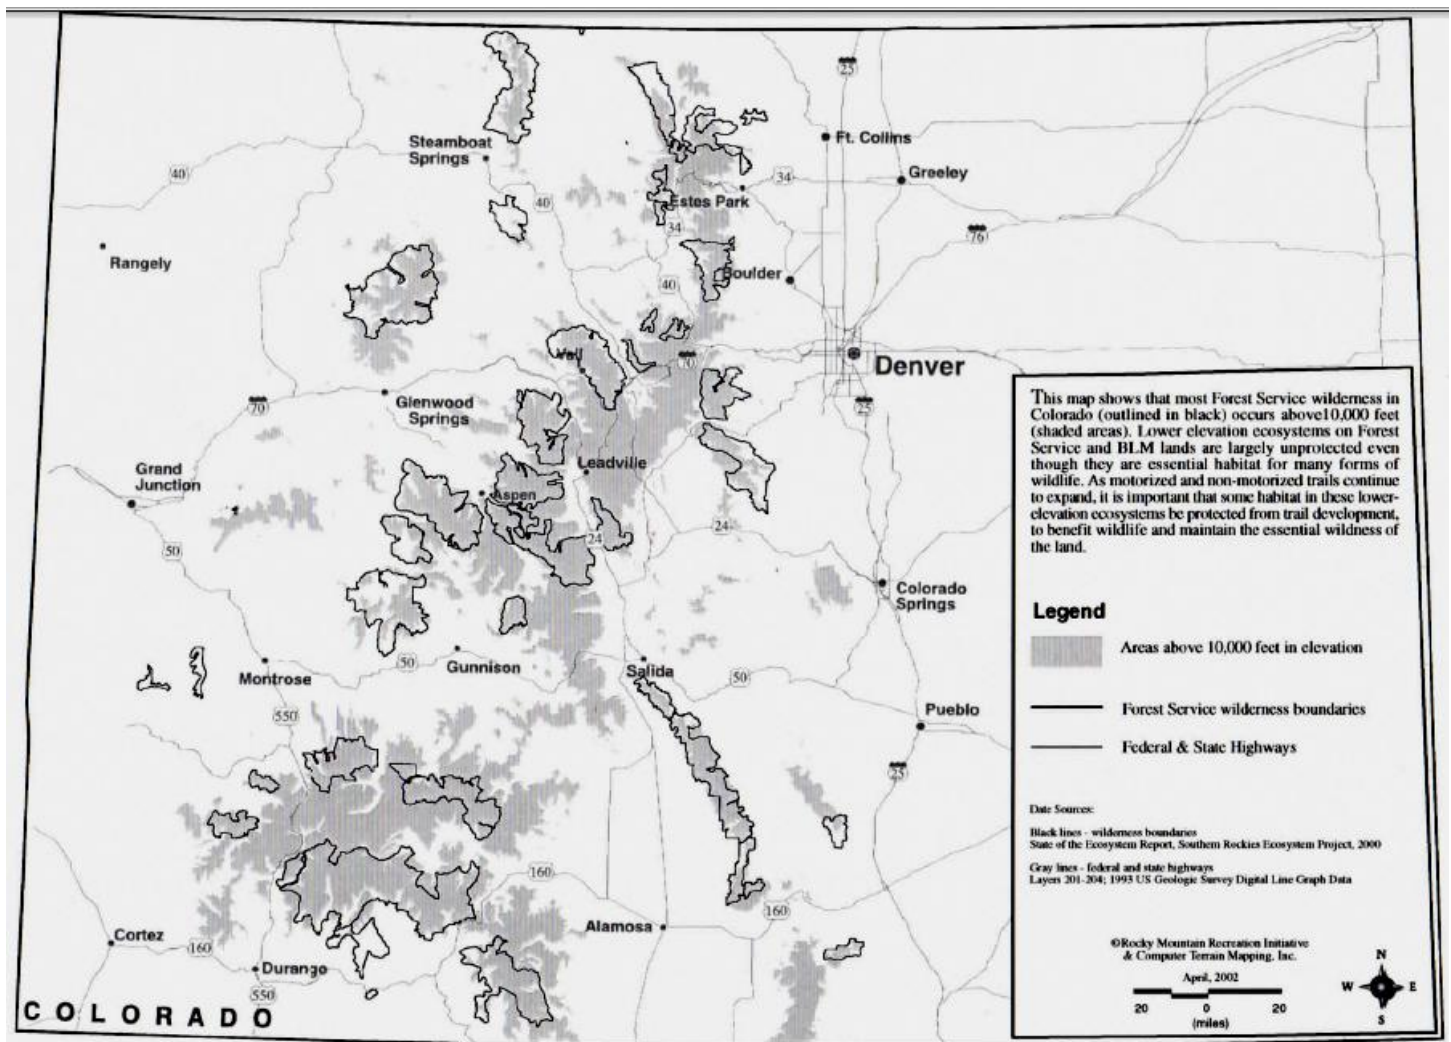 25
Ft. Collins
Steamboat
Springs
40
34
Greeley
Estes Park
40
34
76
Rangely
Boulder
40
Vail
70
Denver
Glenwood
Springs
70
25
Leadville
Grand
Junction
Aspen
24
24
50
Colorado
Springs
50
Gunnison
Salida
50
Montrose
550
Pueblo
25
160
160
Alamosa
Cortez
160
Durango
550
COLORADO
This map shows that most Forest Service wilderness in
Colorado (outlined in black) occurs above10,000 feet
(shaded areas). Lower elevation ecosystems on Forest
Service and BLM lands are largely unprotected even
though they are essential habitat for many forms of
wildlife. As motorized and non-motorized trails continue
to expand, it is important that some habitat in these lower-
elevation ecosystems be protected from trail development,
to benefit wildlife and maintain the essential wildness of
the land.
Legend
Areas above 10,000 feet in elevation
Forest Service wilderness boundaries
Federal & State Highways
Date Sources:
Black lines - wilderness boundaries
State of the Ecosystem Report, Southern Rockies Ecosystem Project, 2000
Gray lines - federal and state highways
Layers 201-204; 1993 US Geologic Survey Digital Line Graph Data
©Rocky Mountain Recreation Initiative
& Computer Terrain Mapping, Inc.
April, 2002
20 0 20
(miles)
N
W E
S